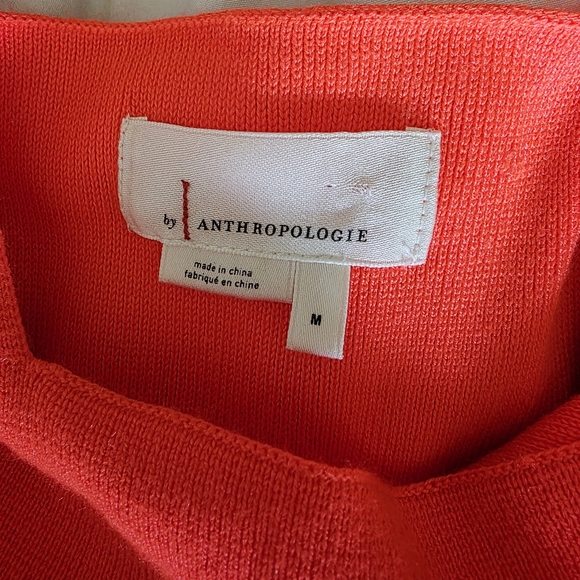 by ANTHROPOLOGIE
made in china
fabriqué en chine
M